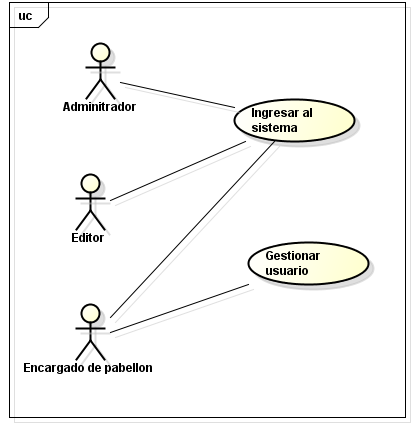 uc
Adminitrador
Ingresar al
sistema
Editor
Gestionar
usuario
Encargado de pabellon